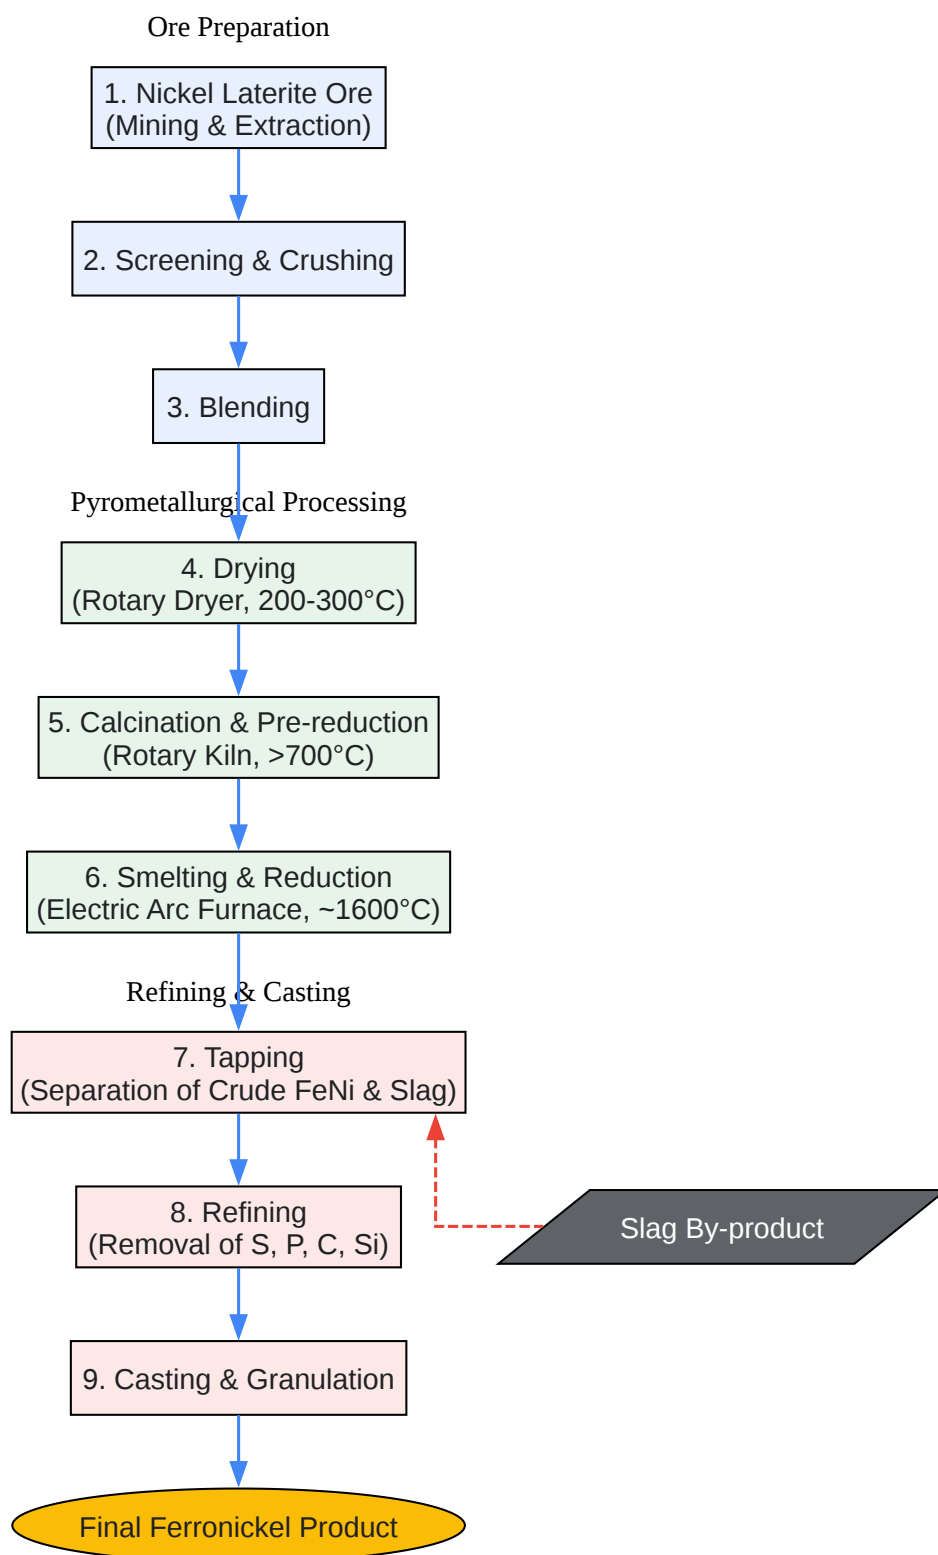 Ore Preparation
1. Nickel Laterite Ore
(Mining & Extraction)
2. Screening & Crushing
3. Blending
Pyrometallurgical Processing
4. Drying
(Rotary Dryer, 200-300°C)
5. Calcination & Pre-reduction
(Rotary Kiln, >700°C)
6. Smelting & Reduction
(Electric Arc Furnace, ~1600°C)
Refining & Casting
7. Tapping
(Separation of Crude FeNi & Slag)
8. Refining
(Removal of S, P, C, Si)
Slag By-product
9. Casting & Granulation
Final Ferronickel Product